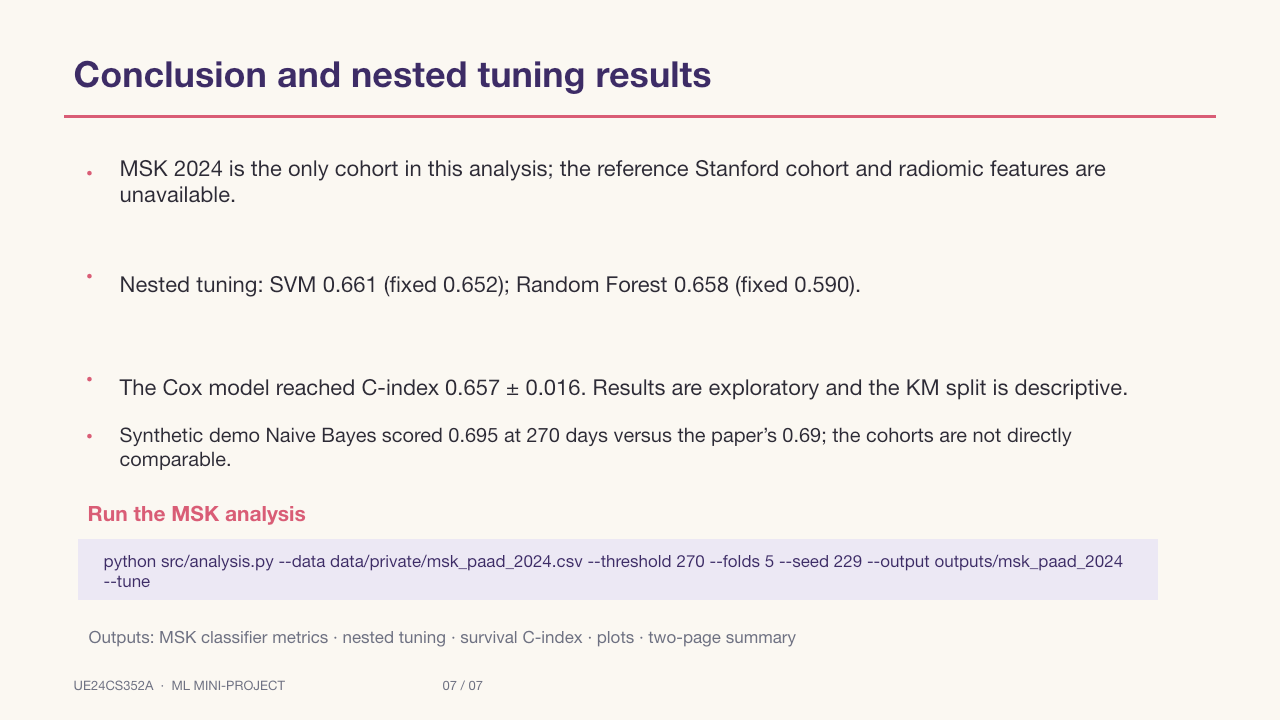 Conclusion and nested tuning results
• MSK 2024 is the only cohort in this analysis; the reference Stanford cohort and radiomic features are
unavailable.
• Nested tuning: SVM 0.661 (fixed 0.652); Random Forest 0.658 (fixed 0.590).
• The Cox model reached C-index 0.657 ± 0.016. Results are exploratory and the KM split is descriptive.
• Synthetic demo Naive Bayes scored 0.695 at 270 days versus the paper’s 0.69; the cohorts are not directly
comparable.
Run the MSK analysis
python src/analysis.py --data data/private/msk_paad_2024.csv --threshold 270 --folds 5 --seed 229 --output outputs/msk_paad_2024
--tune
Outputs: MSK classifier metrics · nested tuning · survival C-index · plots · two-page summary
UE24CS352A · ML MINI-PROJECT 07 / 07